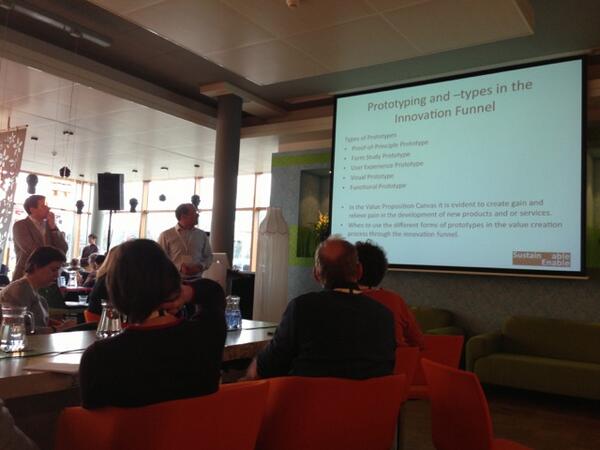 Prototyping and –types in the
Innovation Funnel
Types of Prototypes
• Proof-of-Principle Prototype
• Form Study Prototype
• User Experience Prototype
• Visual Prototype
• Functional Prototype
• In the Value Proposition Canvas it is evident to create gain and
relieve pain in the development of new products and or services.
• When to use the different forms of prototypes in the value creation
process through the innovation funnel.
Sustain able
Enable